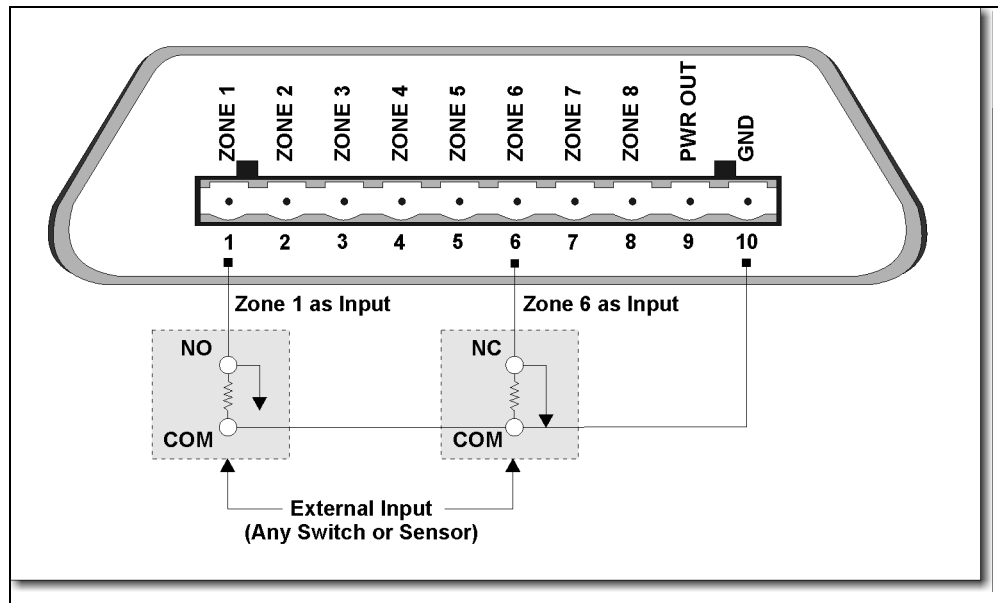 ZONE 1
ZONE 2
ZONE 3
ZONE 4
ZONE 5
ZONE 6
ZONE 7
ZONE 8
PWR OUT
GND
1 2 3 4 5 6 7 8 9 10
Zone 1 as Input
Zone 6 as Input
NO
NC
COM
COM
External Input
(Any Switch or Sensor)